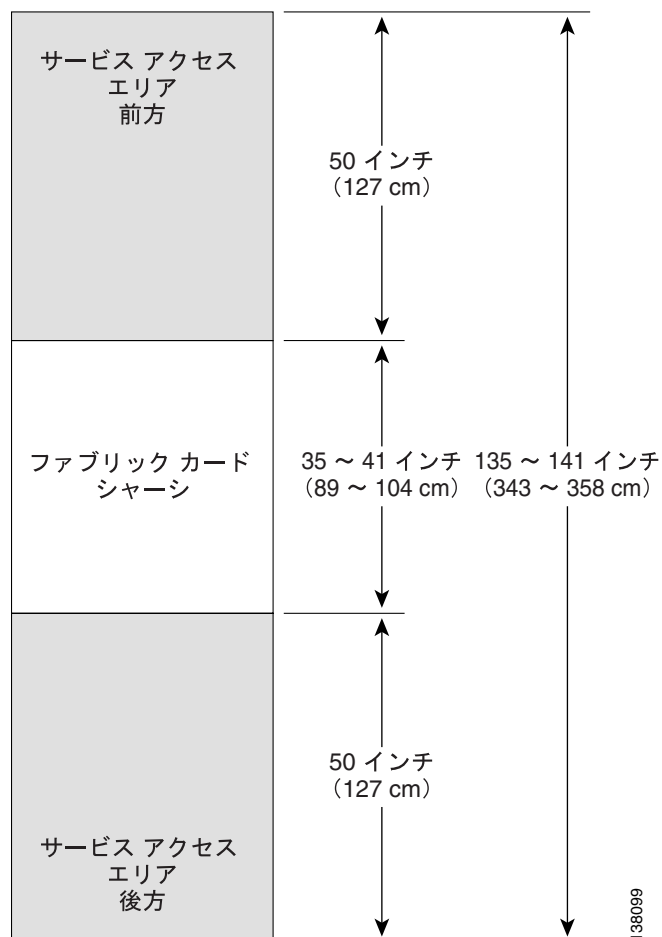 サービス アクセス
エリア
前方
50 インチ
（127 cm）
ファブリック カード
シャーシ
35 ～ 41 インチ
（89 ～ 104 cm）
135 ～ 141 インチ
（343 ～ 358 cm）
50 インチ
（127 cm）
サービス アクセス
エリア
後方
138099